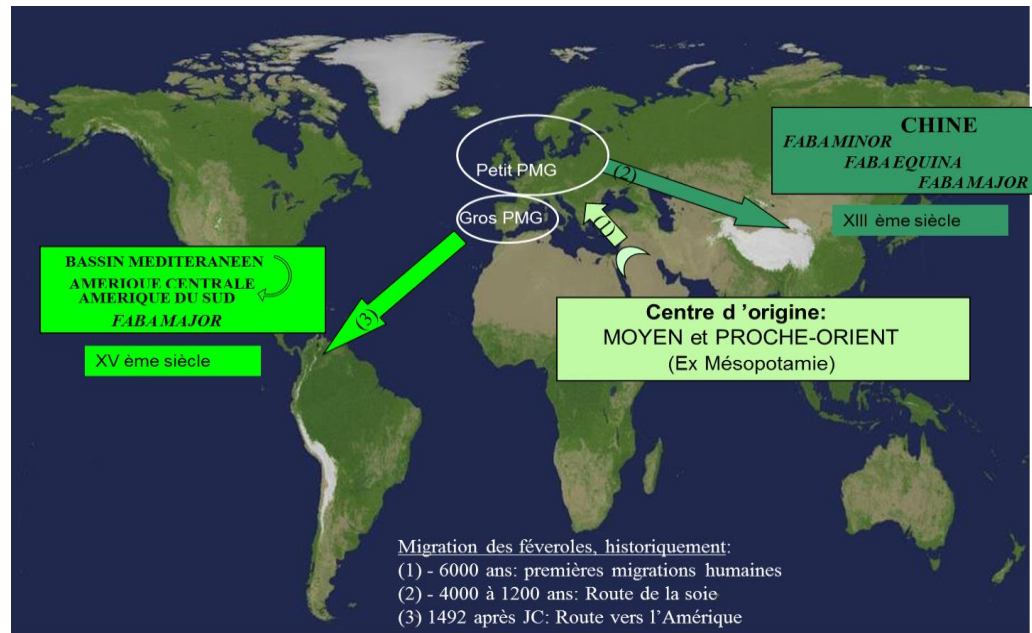 CHINE
FABA MINOR
FABA EQUINA
FABA MAJOR
Petit PMG
(2)
Gros PMG
XIII ème siècle
(1)
BASSIN MEDITERANEEN
AMERIQUE CENTRALE
AMERIQUE DU SUD
FABA MAJOR
(3)
Centre d ’origine:
MOYEN et PROCHE-ORIENT
(Ex Mésopotamie)
XV ème siècle
Migration des féveroles, historiquement:
(1) - 6000 ans: premières migrations humaines
(2) - 4000 à 1200 ans: Route de la soie
(3) 1492 après JC: Route vers l’Amérique